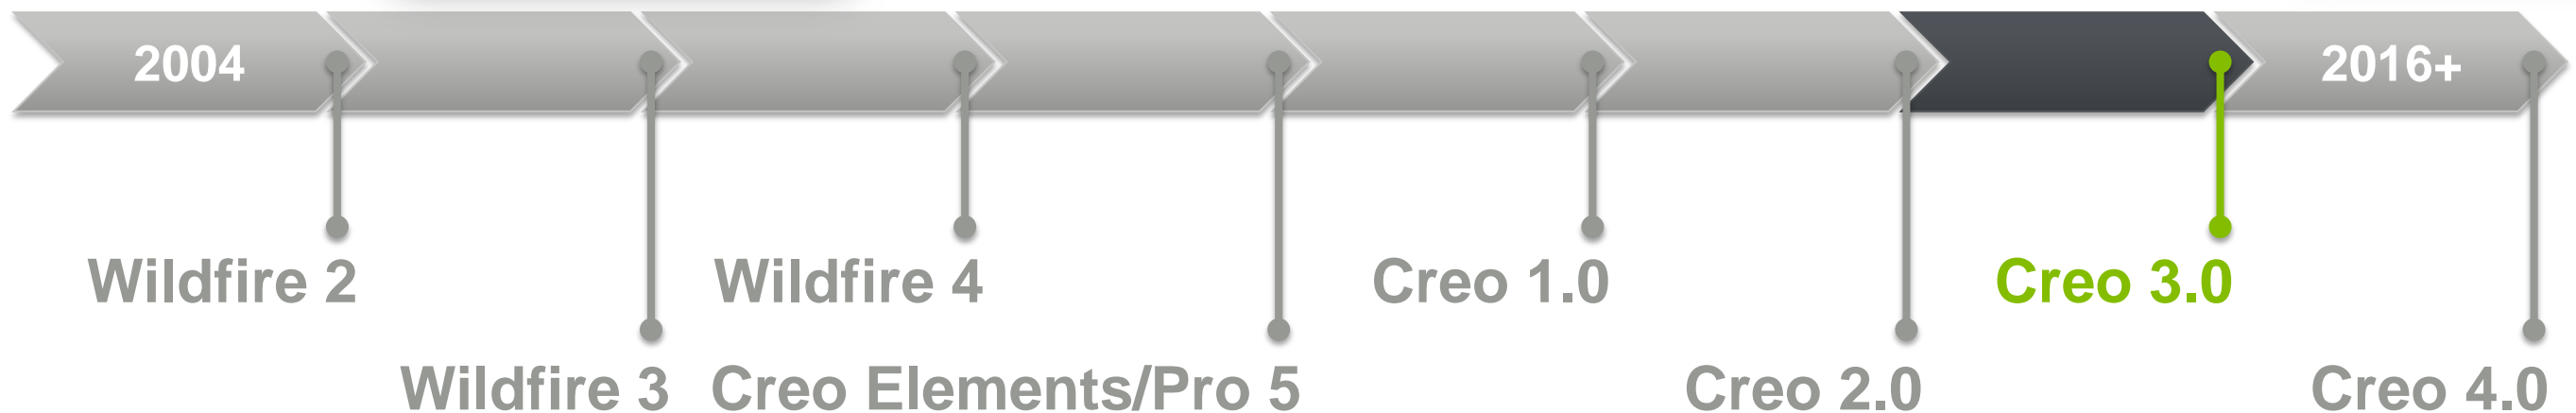 2004
2016+
Wildfire 2
Wildfire 4
Creo 1.0
Creo 3.0
Wildfire 3
Creo Elements/Pro 5
Creo 2.0
Creo 4.0